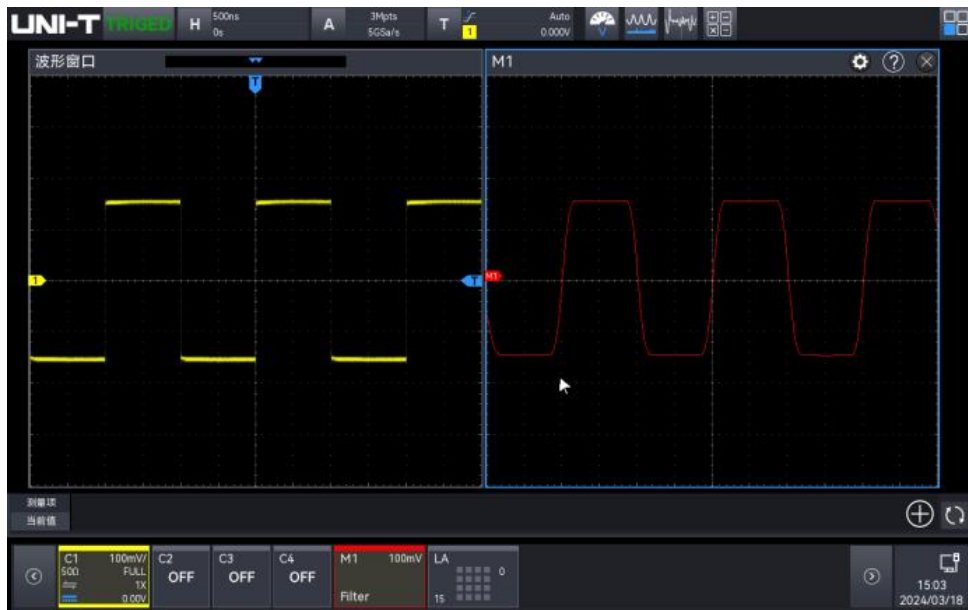 UNI-T TRIGED H 500ns 0s A 3Mpts 5GSa/s T 1 Auto 0.000V
波形窗口
M1
T
1
T
M1
测量项
当前值
C1 100mV/
50Ω FULL
1X
0.00V
C2
OFF
C3
OFF
C4
OFF
M1 100mV
Filter
LA
0
15
15:03
2024/03/18